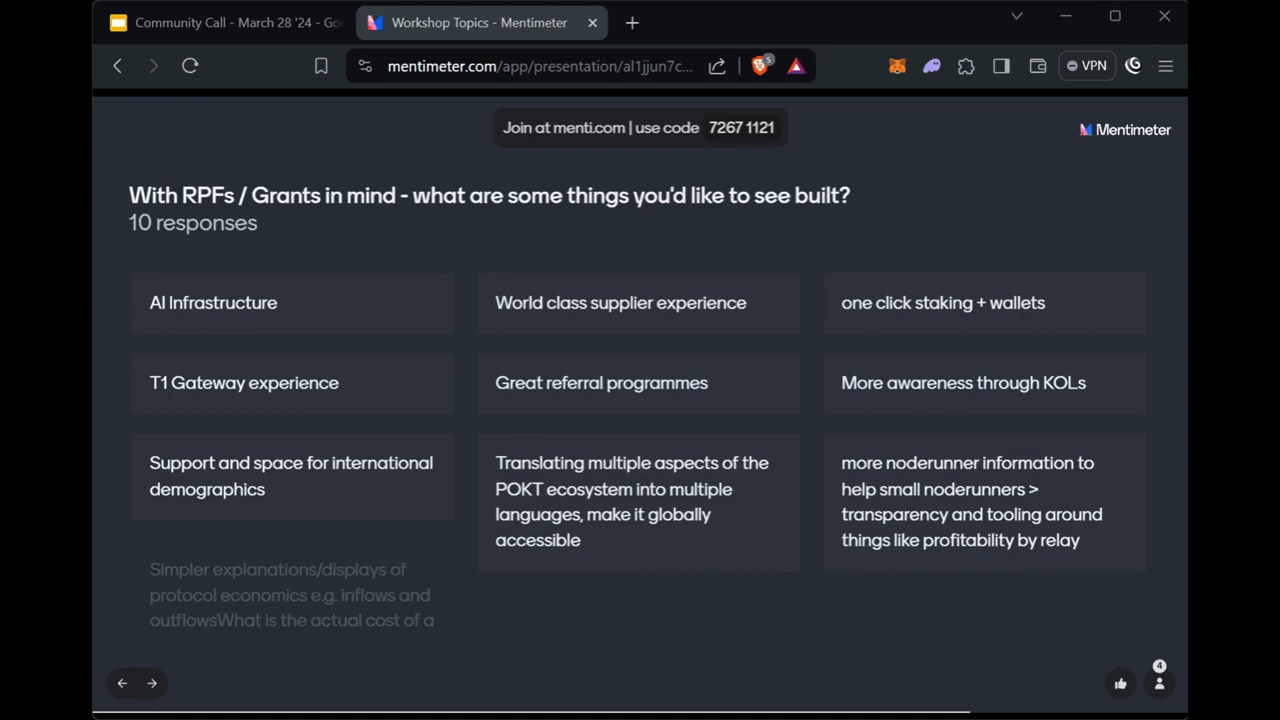 Community Call - March 28 '24 - Go
Workshop Topics - Mentimeter
mentimeter.com/app/presentation/al1jjun7c...
5
VPN
Join at menti.com | use code 7267 1121
Mentimeter
With RPFs / Grants in mind - what are some things you'd like to see built?
10 responses
AI Infrastructure
World class supplier experience
one click staking + wallets
T1 Gateway experience
Great referral programmes
More awareness through KOLs
Support and space for international
demographics
Translating multiple aspects of the
POKT ecosystem into multiple
languages, make it globally
accessible
more noderunner information to
help small noderunners >
transparency and tooling around
things like profitability by relay
Simpler explanations/displays of
protocol economics e.g. inflows and
outflowsWhat is the actual cost of a
4